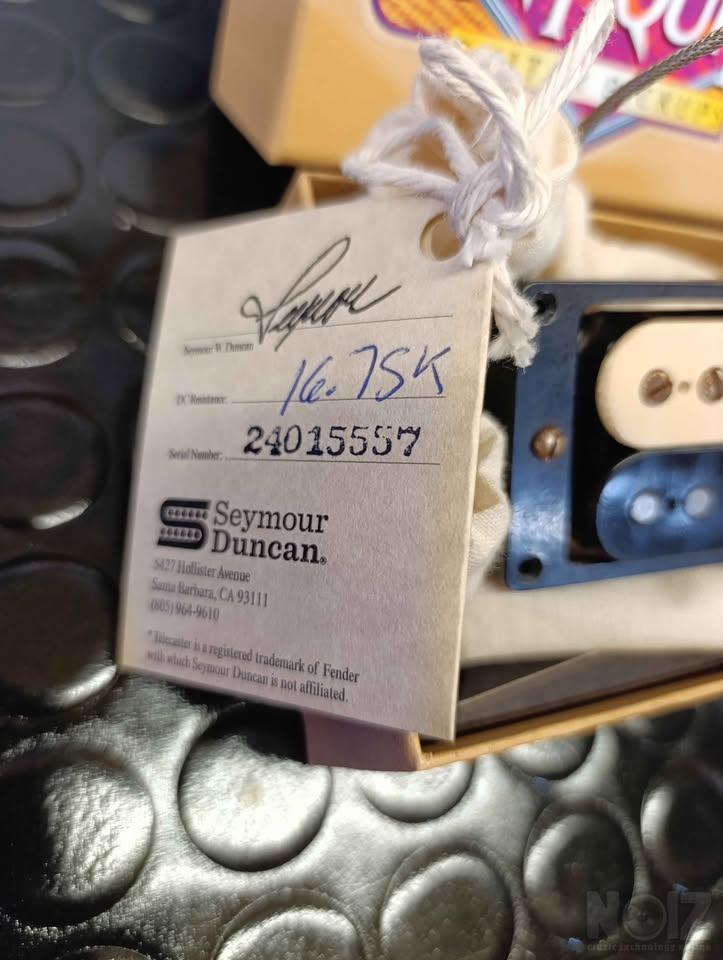 Seymour
Seymour W. Duncan
DC Resistance: 16.75K
Serial Number: 24015557
Seymour
Duncan®
5427 Hollister Avenue
Santa Barbara, CA 93111
(805) 964-9610
*Telecaster is a registered trademark of Fender
with which Seymour Duncan is not affiliated.
NOIZ